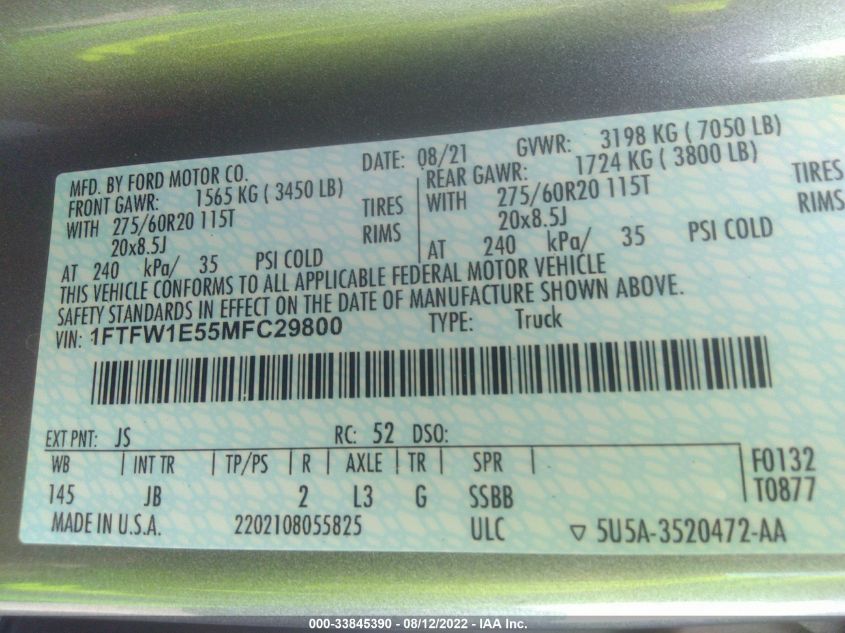 MFD. BY FORD MOTOR CO. DATE: 08/21 GVWR: 3198 KG ( 7050 LB)
FRONT GAWR: 1565 KG ( 3450 LB) REAR GAWR: 1724 KG ( 3800 LB)
WITH 275/60R20 115T TIRES WITH 275/60R20 115T TIRES
20x8.5J RIMS 20x8.5J RIMS
AT 240 kPa/ 35 PSI COLD AT 240 kPa/ 35 PSI COLD
THIS VEHICLE CONFORMS TO ALL APPLICABLE FEDERAL MOTOR VEHICLE
SAFETY STANDARDS IN EFFECT ON THE DATE OF MANUFACTURE SHOWN ABOVE.
VIN: 1FTFW1E55MFC29800 TYPE: Truck
EXT PNT: JS RC: 52 DSO:
WB INT TR TP/PS R AXLE TR SPR F0132
145 JB 2 L3 G SSBB T0877
MADE IN U.S.A. 2202108055825 ULC ▽ 5U5A-3520472-AA
000-33845390 - 08/12/2022 - IAA Inc.